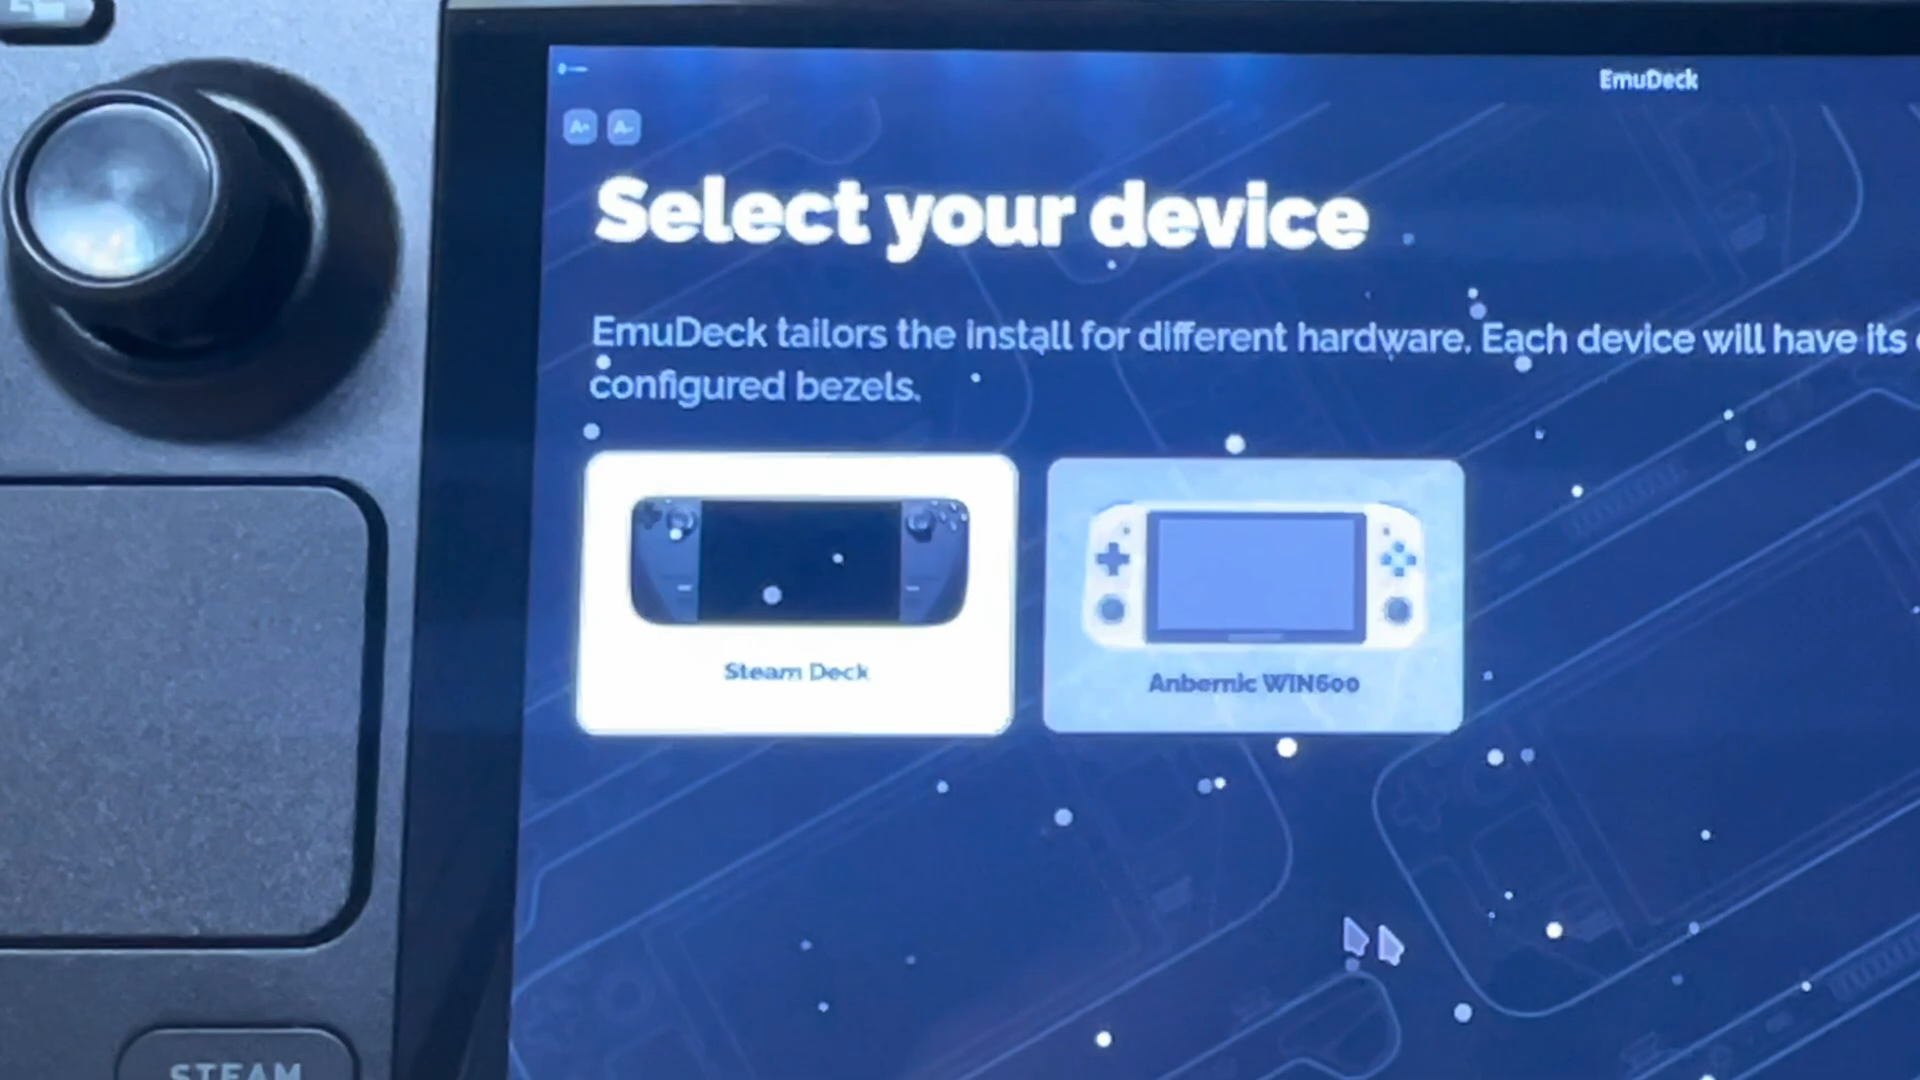 EmuDeck
A+ A-
Select your device
EmuDeck tailors the install for different hardware. Each device will have its
configured bezels.
Steam Deck
Anbernic WIN600
STEAM